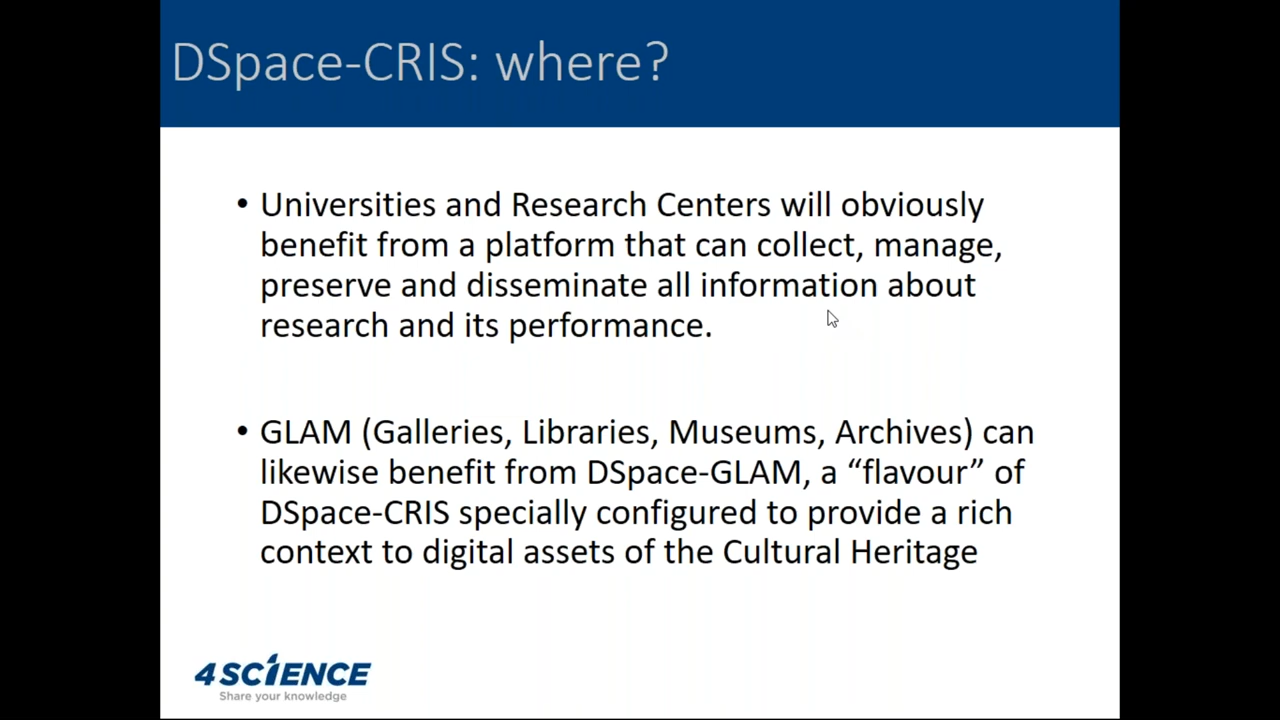 DSpace-CRIS: where?
• Universities and Research Centers will obviously
benefit from a platform that can collect, manage,
preserve and disseminate all information about
research and its performance.
• GLAM (Galleries, Libraries, Museums, Archives) can
likewise benefit from DSpace-GLAM, a “flavour” of
DSpace-CRIS specially configured to provide a rich
context to digital assets of the Cultural Heritage
4SCIENCE
Share your knowledge